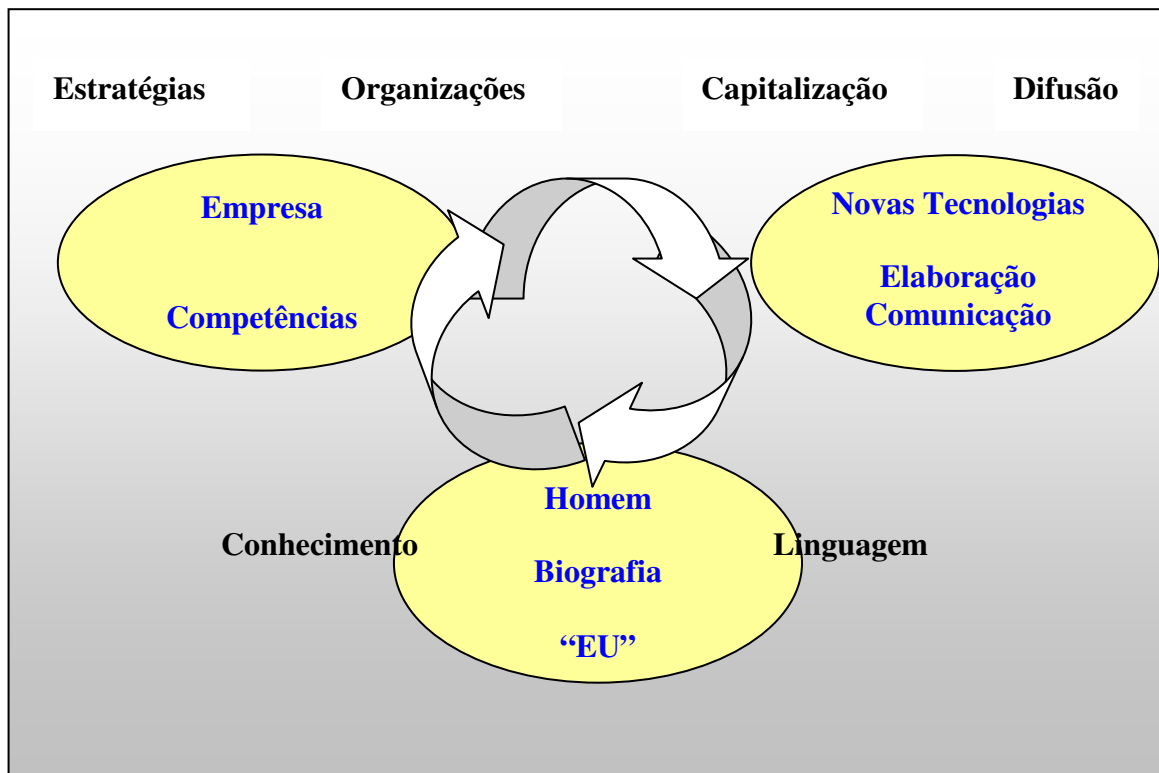 Estratégias
Organizações
Capitalização
Difusão
Empresa
Competências
Novas Tecnologias
Elaboração
Comunicação
Homem
Biografia
“EU”
Conhecimento
Linguagem